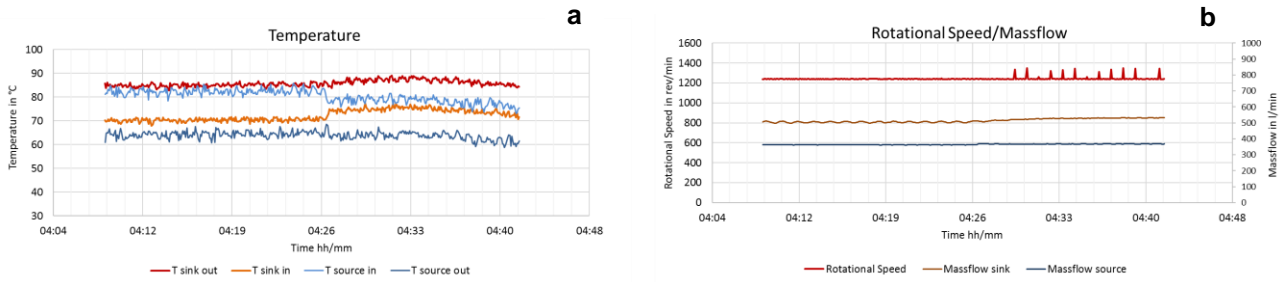 a
Temperature
100
90
80
70
60
50
40
30
Temperature in °C
04:04 04:12 04:19 04:26 04:33 04:40 04:48
Time hh/mm
T sink out T sink in T source in T source out
b
Rotational Speed/Massflow
1600
1400
1200
1000
800
600
400
200
0
Rotational Speed in rev/min
1000
900
800
700
600
500
400
300
200
100
0
Massflow in l/min
04:04 04:12 04:19 04:26 04:33 04:40 04:48
Time hh/mm
Rotational Speed Massflow sink Massflow source